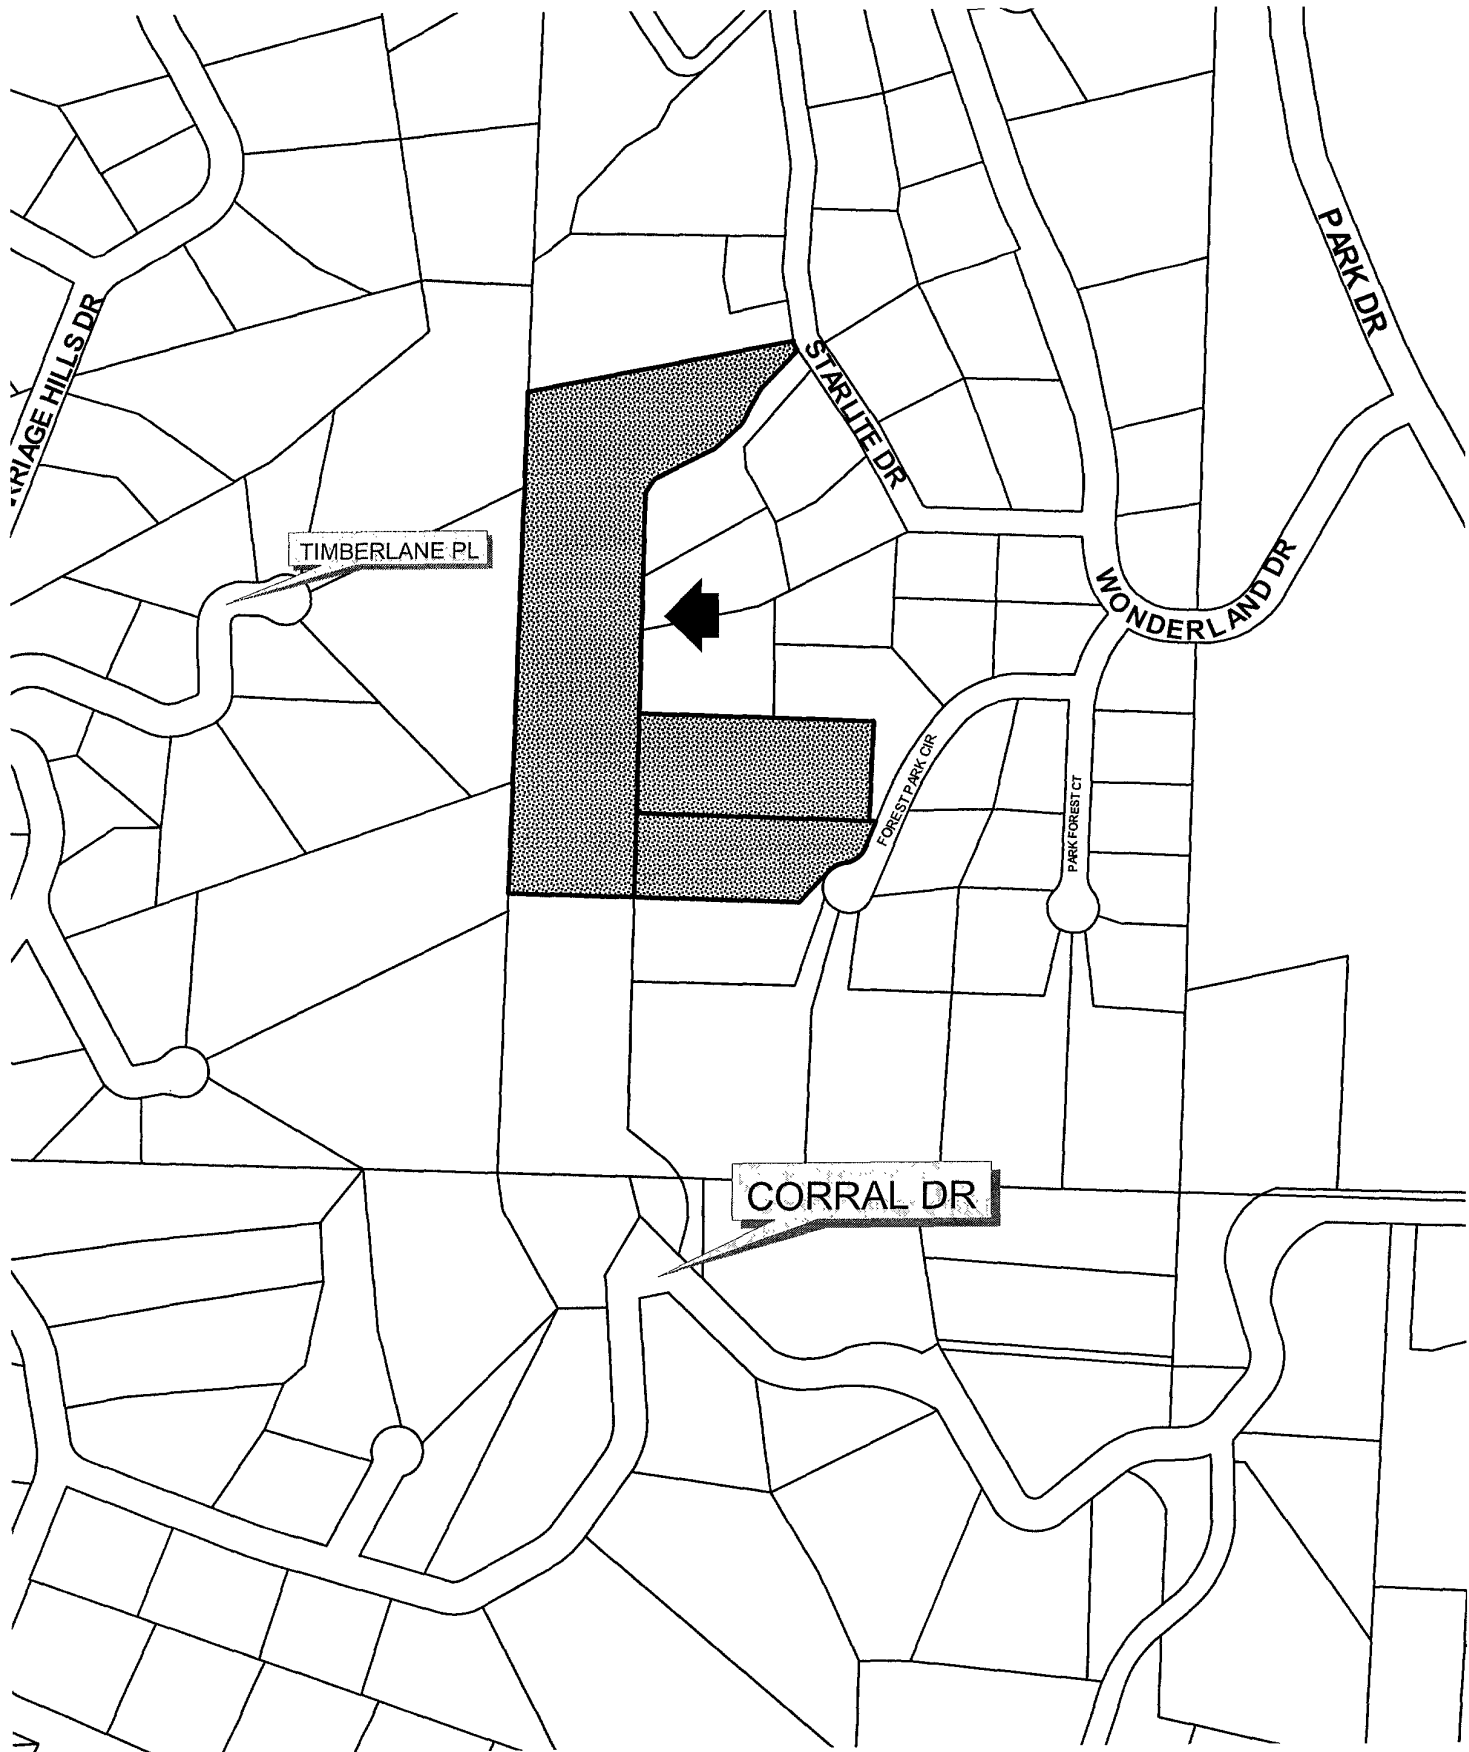 PARK DR
RRIAGE HILLS DR
STARLITE DR
TIMBERLANE PL
WONDERLAND DR
FOREST PARK CIR
PARK FOREST CT
CORRAL DR